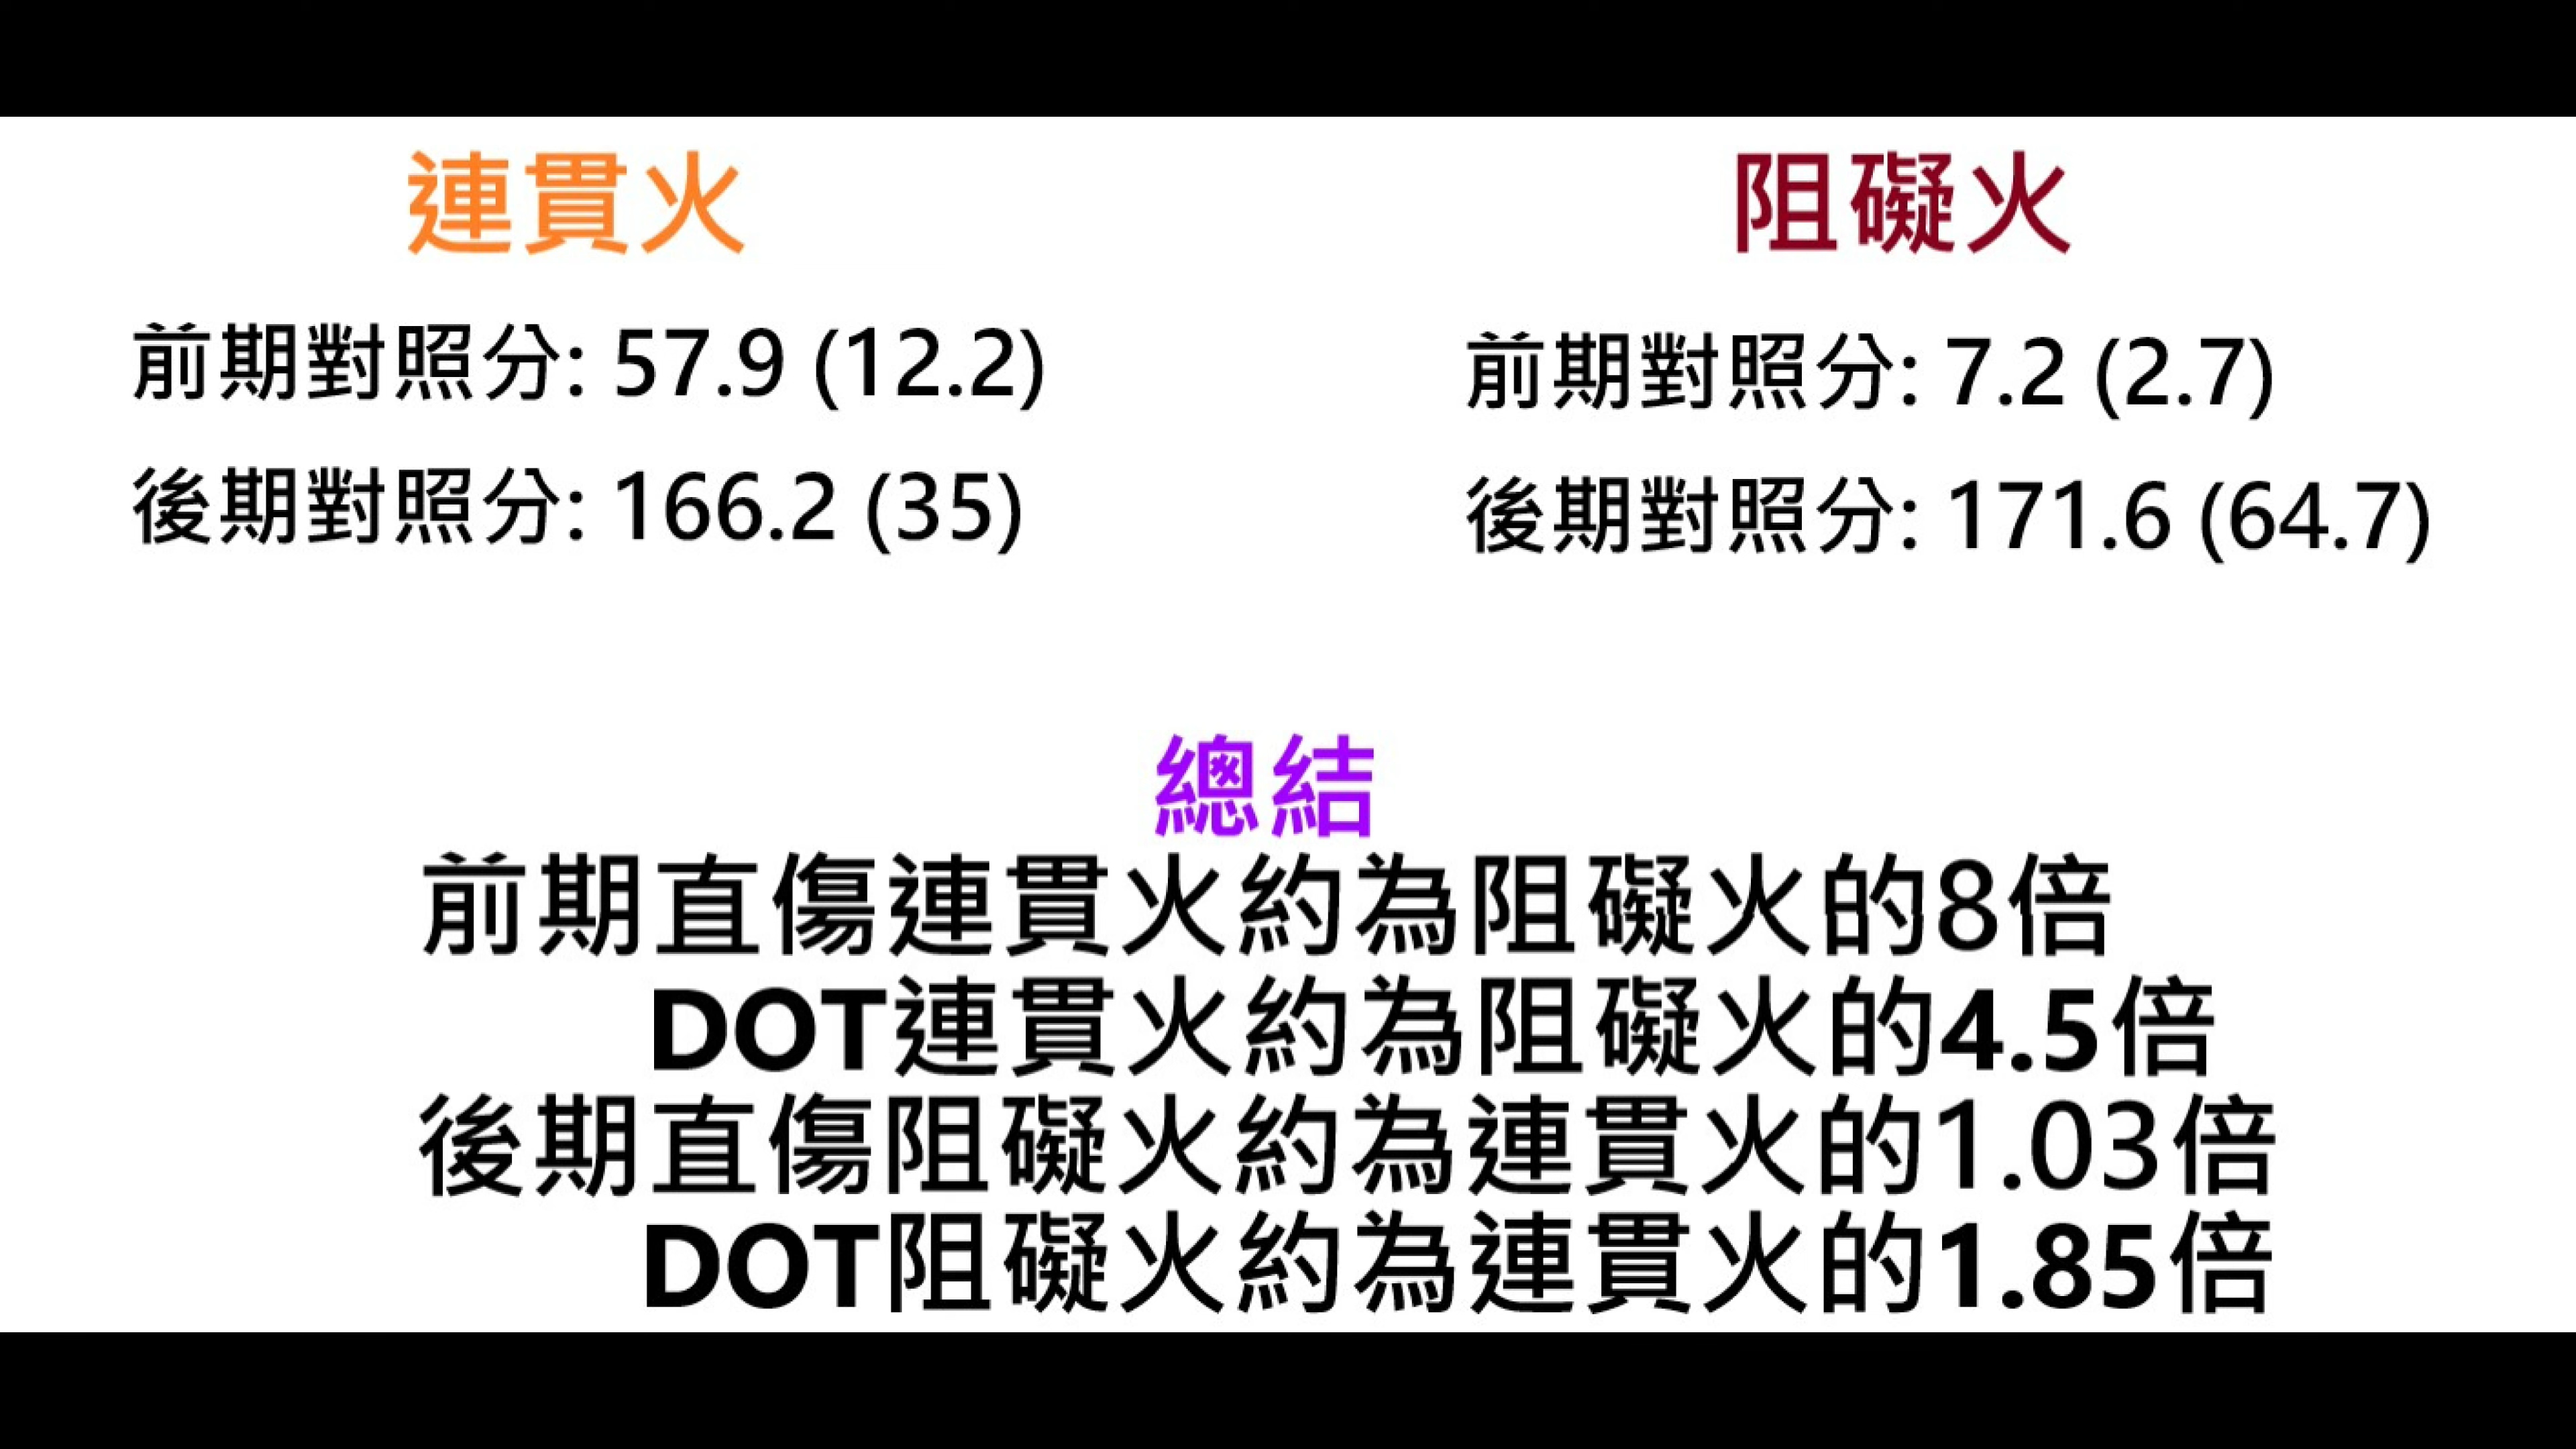 連貫火
前期對照分: 57.9 (12.2)
後期對照分: 166.2 (35)
阻礙火
前期對照分: 7.2 (2.7)
後期對照分: 171.6 (64.7)
總結
前期直傷連貫火約為阻礙火的8倍
DOT連貫火約為阻礙火的4.5倍
後期直傷阻礙火約為連貫火的1.03倍
DOT阻礙火約為連貫火的1.85倍